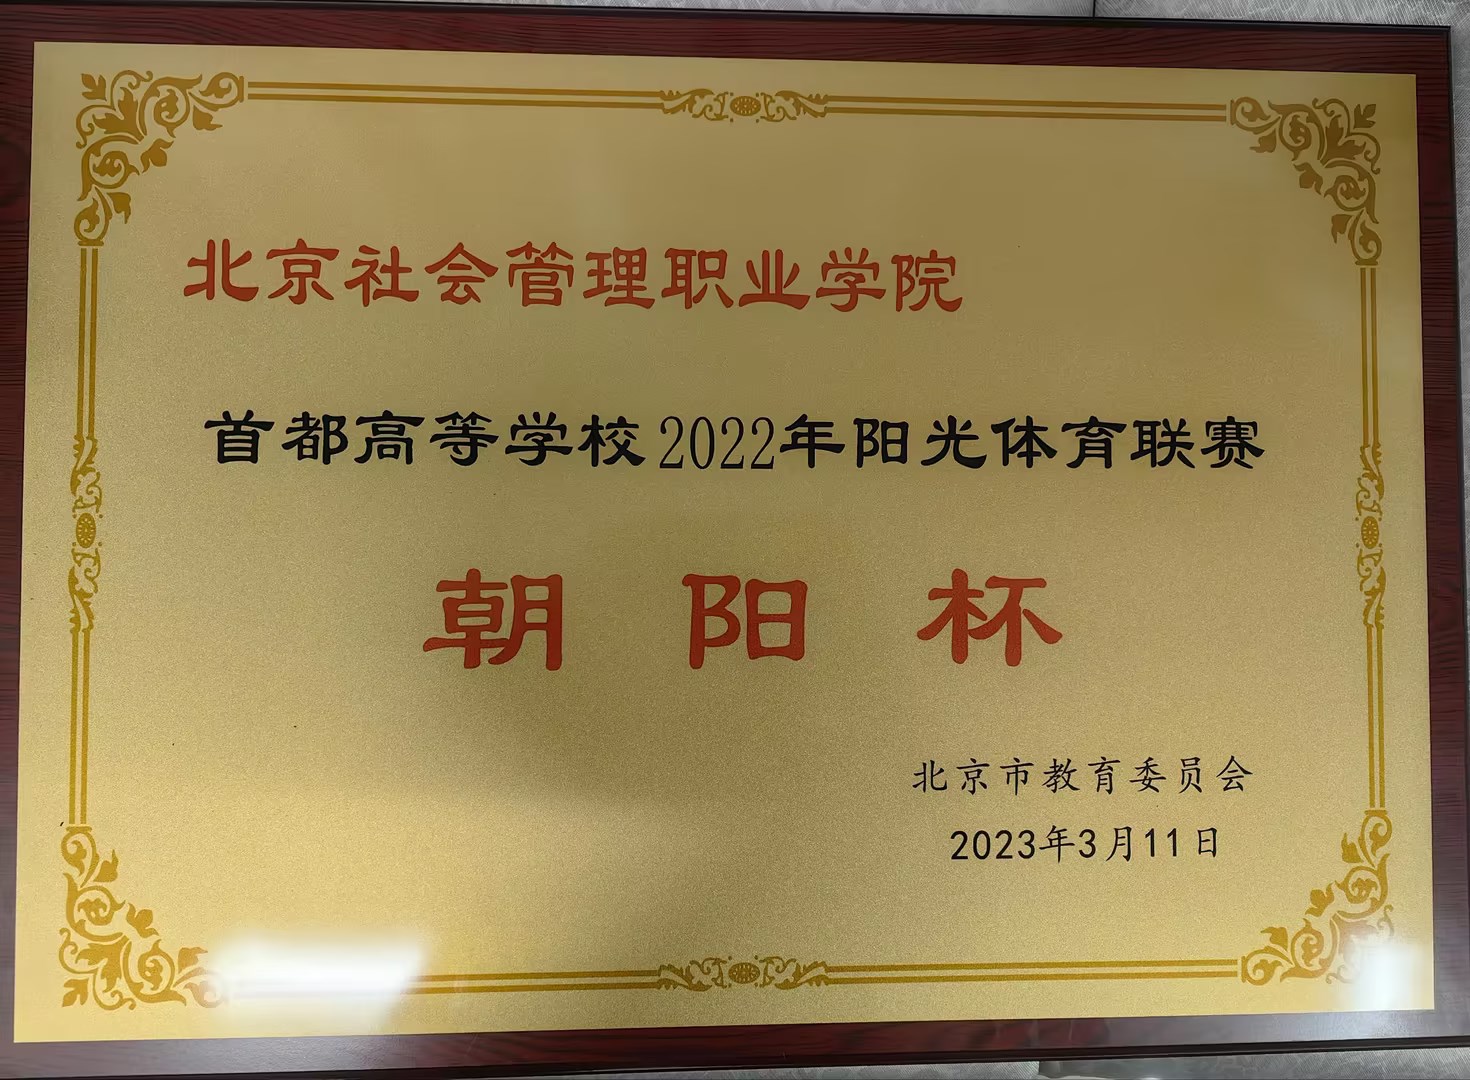 北京社会管理职业学院
首都高等学校2022年阳光体育联赛
朝阳杯
北京市教育委员会
2023年3月11日